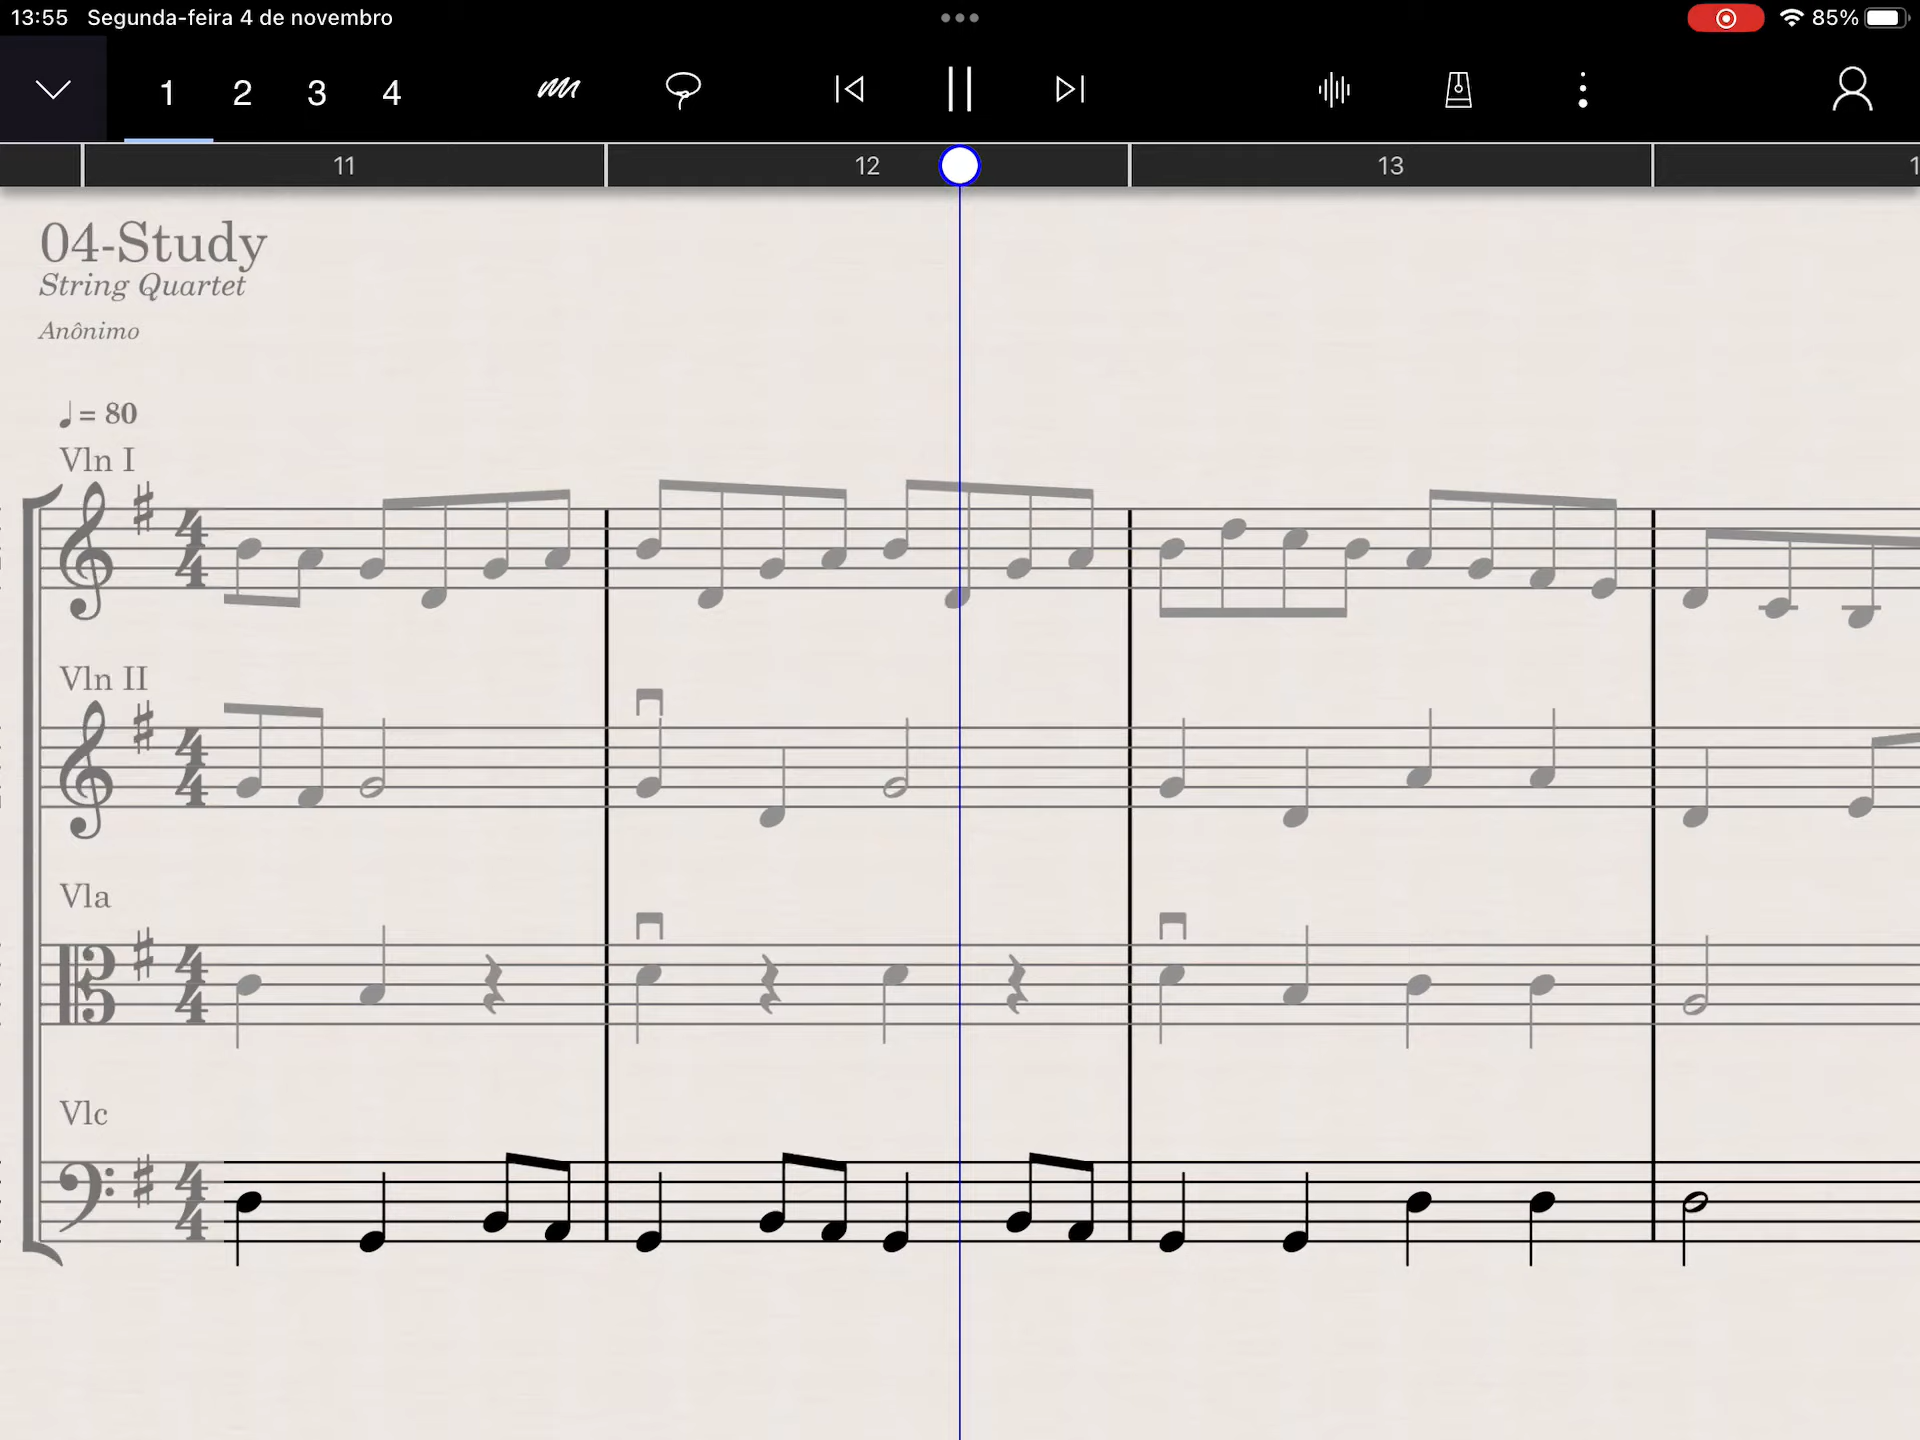 13:55 Segunda-feira 4 de novembro 85%
1 2 3 4
11 12 13
04-Study
String Quartet
Anônimo
= 80
Vln I
Vln II
Vla
Vlc